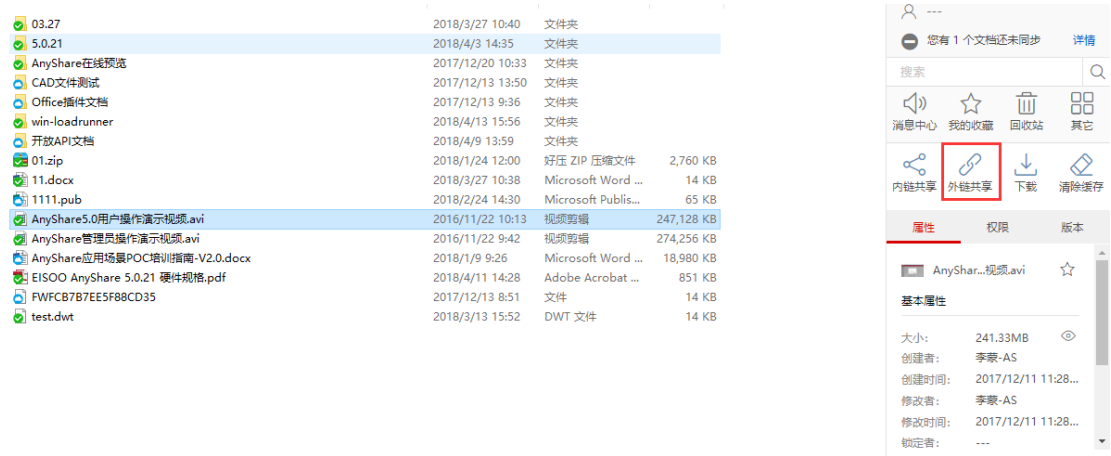 03.27 2018/3/27 10:40 文件夹
5.0.21 2018/4/3 14:35 文件夹
AnyShare在线预览 2017/12/20 10:33 文件夹
CAD文件测试 2017/12/13 13:50 文件夹
Office插件文档 2017/12/13 9:36 文件夹
win-loadrunner 2018/4/13 15:56 文件夹
开放API文档 2018/4/9 13:59 文件夹
01.zip 2018/1/24 12:00 好压 ZIP 压缩文件 2,760 KB
11.docx 2018/3/27 10:38 Microsoft Word ... 14 KB
1111.pub 2018/2/24 14:30 Microsoft Publis... 65 KB
AnyShare5.0用户操作演示视频.avi 2016/11/22 10:13 视频剪辑 247,128 KB
AnyShare管理员操作演示视频.avi 2016/11/22 9:42 视频剪辑 274,256 KB
AnyShare应用场景POC培训指南-V2.0.docx 2018/1/9 9:26 Microsoft Word ... 18,980 KB
EISOO AnyShare 5.0.21 硬件规格.pdf 2018/4/11 14:28 Adobe Acrobat ... 851 KB
FWFCB7B7EE5F88CD35 2017/12/13 8:51 文件 14 KB
test.dwt 2018/3/13 15:52 DWT 文件 14 KB
---
您有 1 个文档还未同步 详情
搜索
消息中心 我的收藏 回收站 其它
内链共享 外链共享 下载 清除缓存
属性 权限 版本
AnyShar...视频.avi
基本属性
大小: 241.33MB
创建者: 李蒙-AS
创建时间: 2017/12/11 11:28...
修改者: 李蒙-AS
修改时间: 2017/12/11 11:28...
锁定者: ---